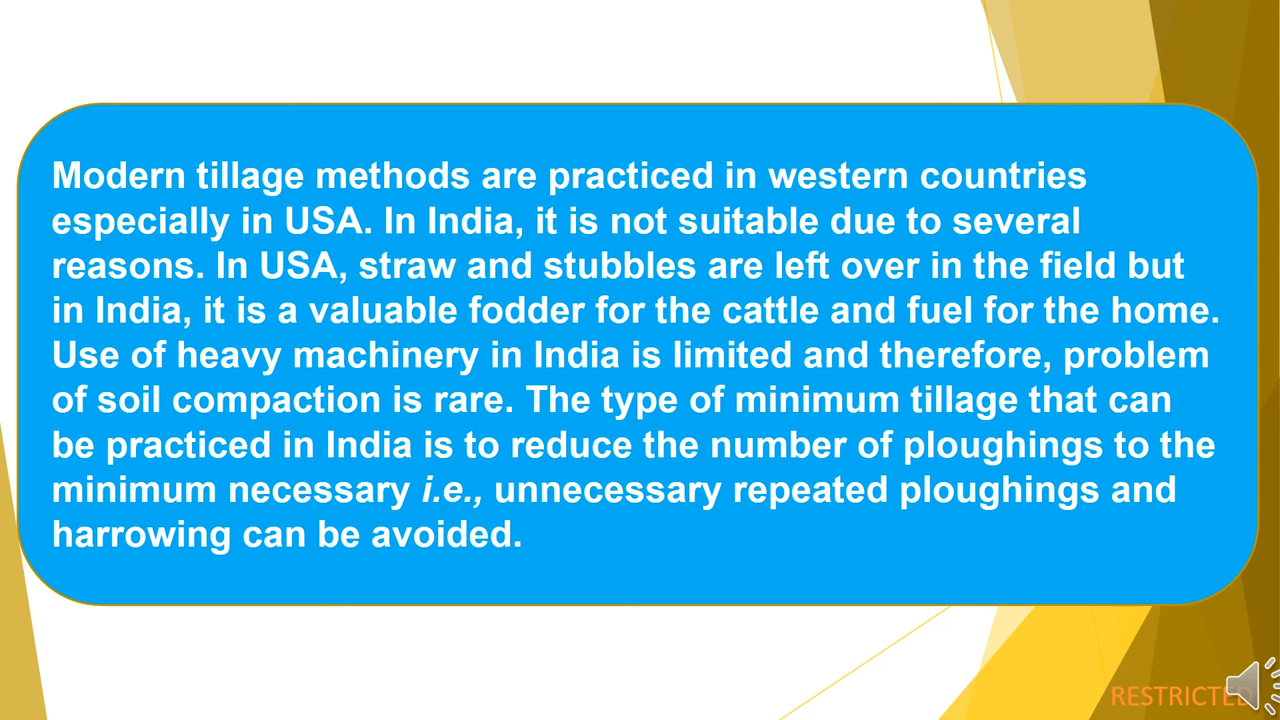 Modern tillage methods are practiced in western countries
especially in USA. In India, it is not suitable due to several
reasons. In USA, straw and stubbles are left over in the field but
in India, it is a valuable fodder for the cattle and fuel for the home.
Use of heavy machinery in India is limited and therefore, problem
of soil compaction is rare. The type of minimum tillage that can
be practiced in India is to reduce the number of ploughings to the
minimum necessary i.e., unnecessary repeated ploughings and
harrowing can be avoided.
RESTRICTED